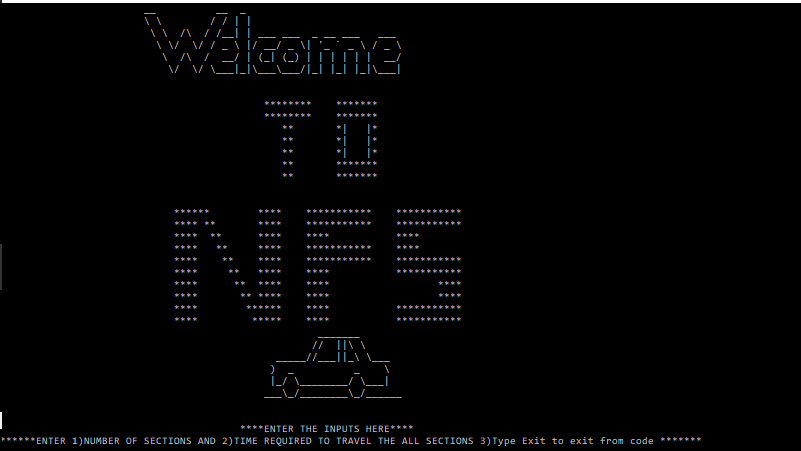 Welcome
TO
NFS
****ENTER THE INPUTS HERE****
******ENTER 1)NUMBER OF SECTIONS AND 2)TIME REQUIRED TO TRAVEL THE ALL SECTIONS 3)Type Exit to exit from code *******